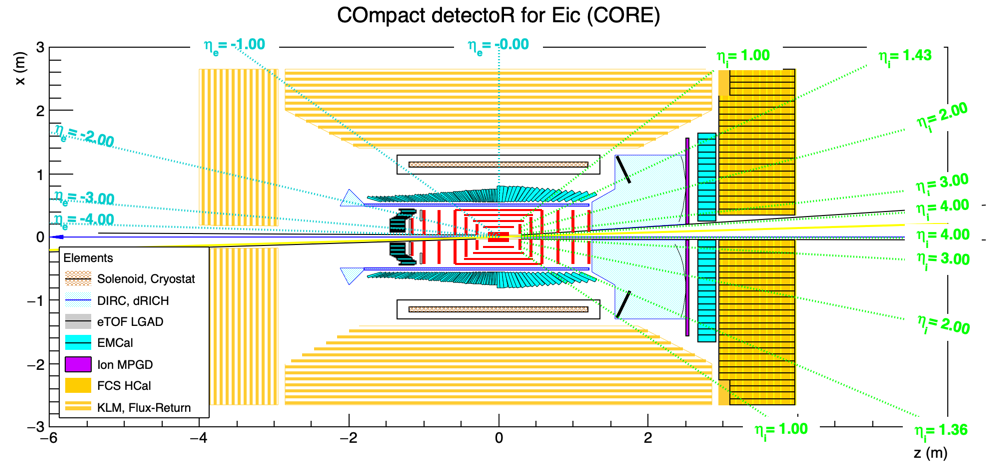 COmpact detectoR for Eic (CORE)
x (m)
3
2
1
0
−1
−2
−3
ηe= -1.00
ηe= -0.00
ηi= 1.00
ηi= 1.43
ηe= -2.00
ηi= 2.00
ηe= -3.00
ηi= 3.00
ηe= -4.00
ηi= 4.00
ηi= 4.00
ηi= 3.00
ηi= 2.00
ηi= 1.00
ηi= 1.36
Elements
Solenoid, Cryostat
DIRC, dRICH
eTOF LGAD
EMCal
Ion MPGD
FCS HCal
KLM, Flux-Return
−6
−4
−2
0
2
z (m)